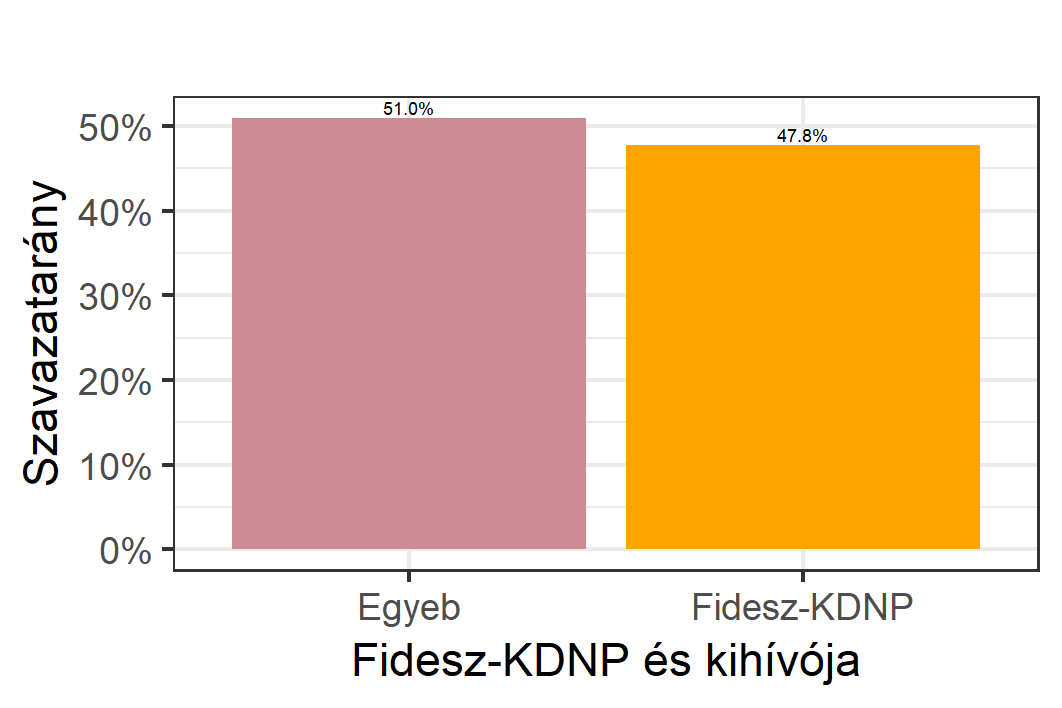 51.0%
47.8%
50%
40%
30%
20%
10%
0%
Szavazatarány
Egyeb
Fidesz-KDNP
Fidesz-KDNP és kihívója